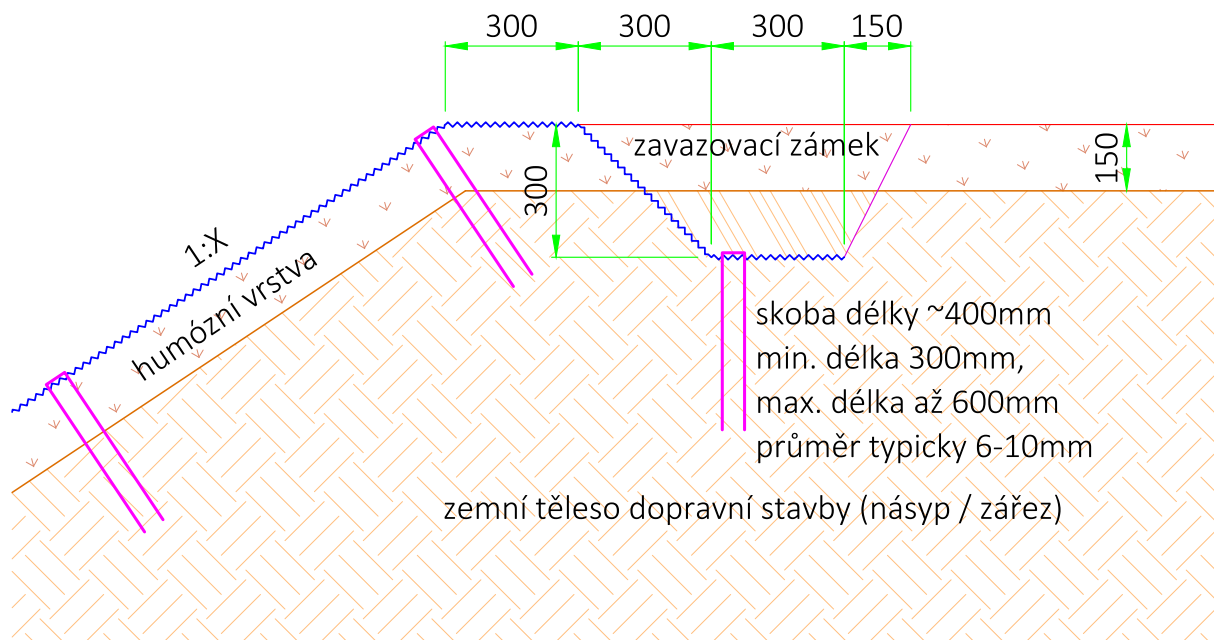 300 300 300 150
zavazovací zámek
150
300
1:X
humózní vrstva
skoba délky ~400mm
min. délka 300mm,
max. délka až 600mm
průměr typicky 6-10mm
zemní těleso dopravní stavby (násyp / zářez)